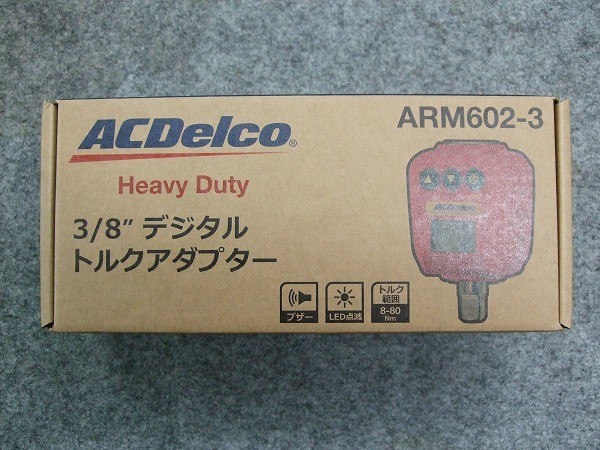 ACDelco®
ARM602-3
Heavy Duty
3/8” デジタル
トルクアダプター
ブザー
LED点滅
トルク
範囲
8-80
Nm
ACDelco